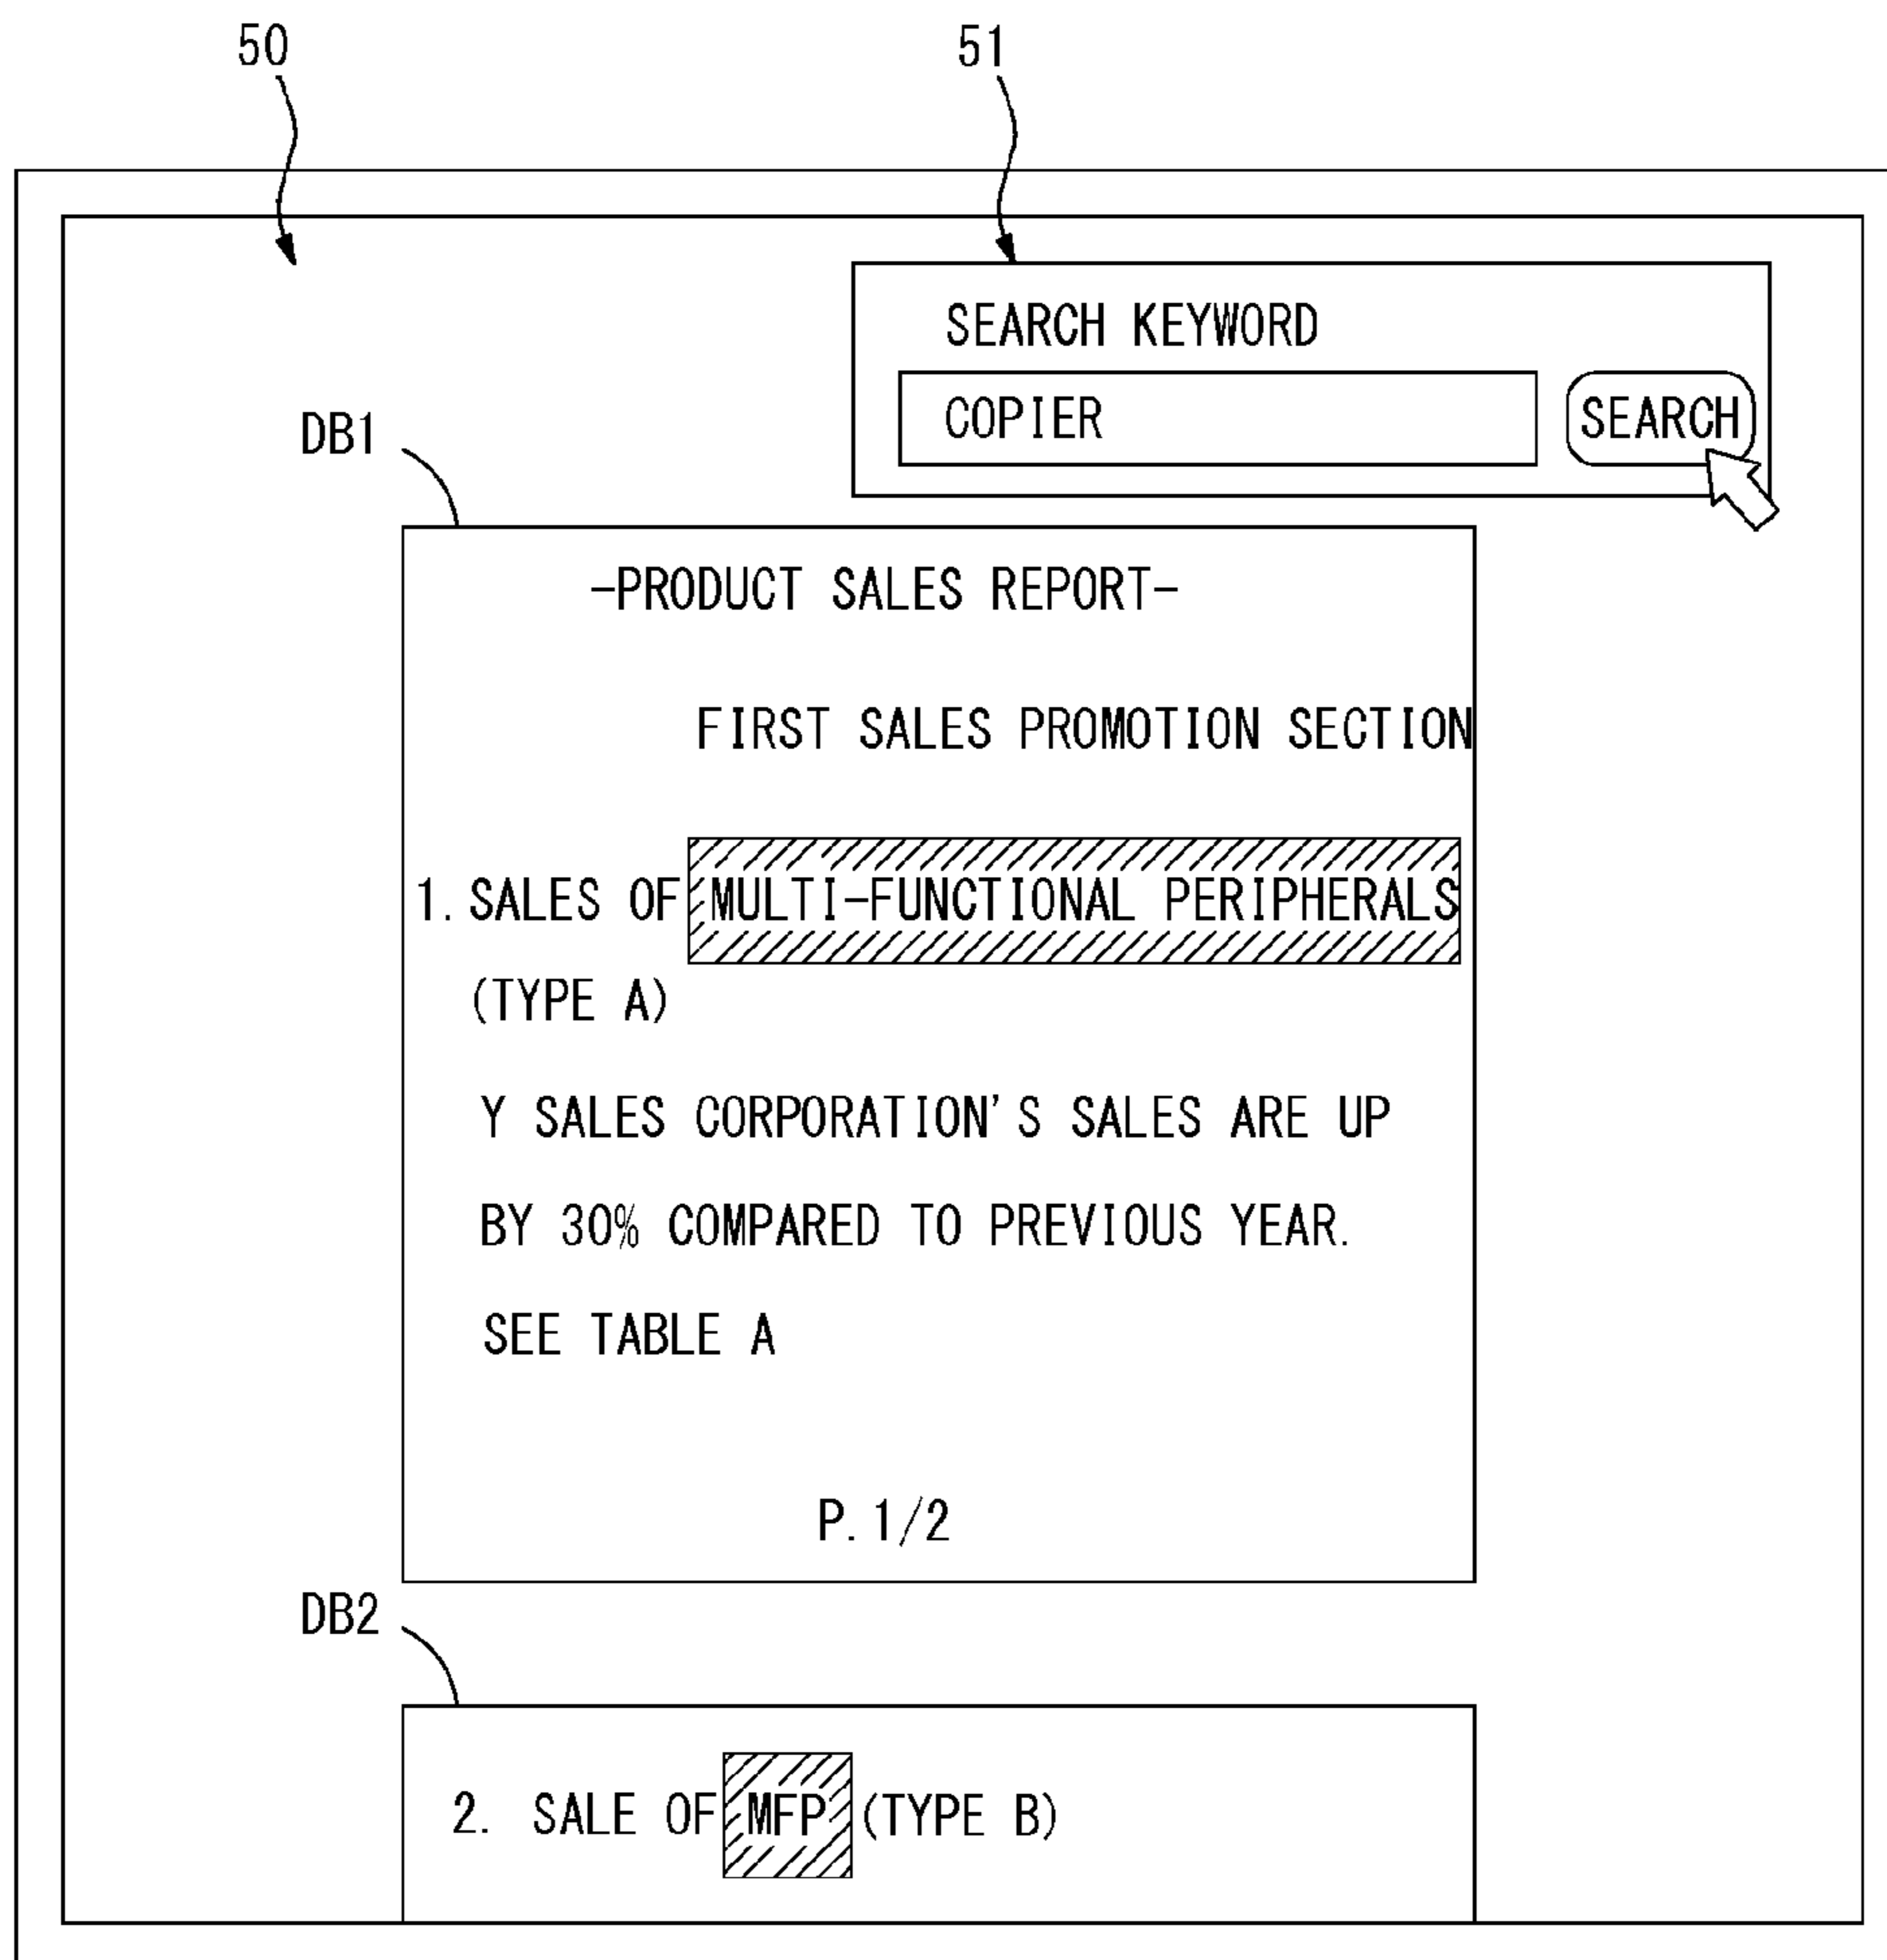 50
51
SEARCH KEYWORD
COPIER
SEARCH
DB1
-PRODUCT SALES REPORT-
FIRST SALES PROMOTION SECTION
1. SALES OF MULTI-FUNCTIONAL PERIPHERALS
(TYPE A)
Y SALES CORPORATION'S SALES ARE UP
BY 30% COMPARED TO PREVIOUS YEAR.
SEE TABLE A
P. 1/2
DB2
2. SALE OF MFP (TYPE B)